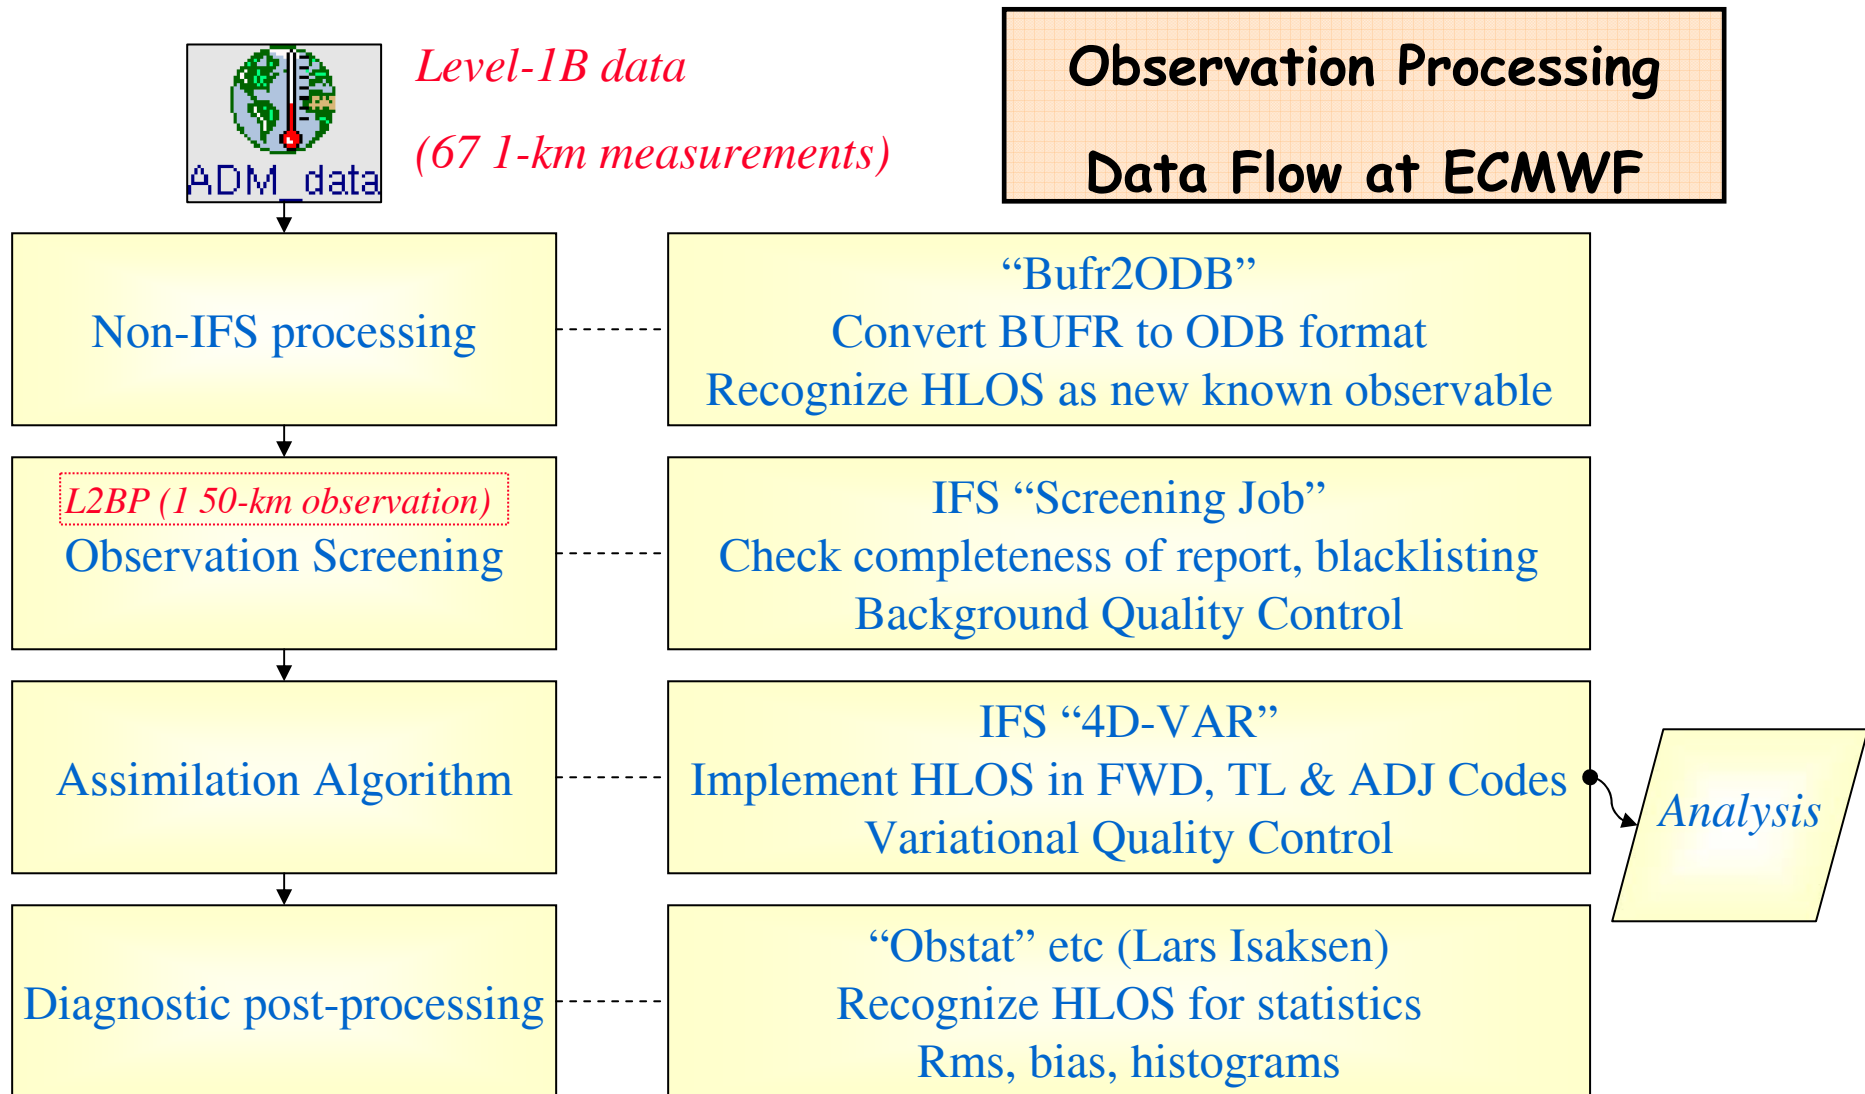 Level-1B data
(67 1-km measurements)
ADM_data
Observation Processing
Data Flow at ECMWF
Non-IFS processing
“Bufr2ODB”
Convert BUFR to ODB format
Recognize HLOS as new known observable
L2BP (1 50-km observation)
Observation Screening
IFS “Screening Job”
Check completeness of report, blacklisting
Background Quality Control
Assimilation Algorithm
IFS “4D-VAR”
Implement HLOS in FWD, TL & ADJ Codes
Variational Quality Control
Analysis
Diagnostic post-processing
“Obstat” etc (Lars Isaksen)
Recognize HLOS for statistics
Rms, bias, histograms